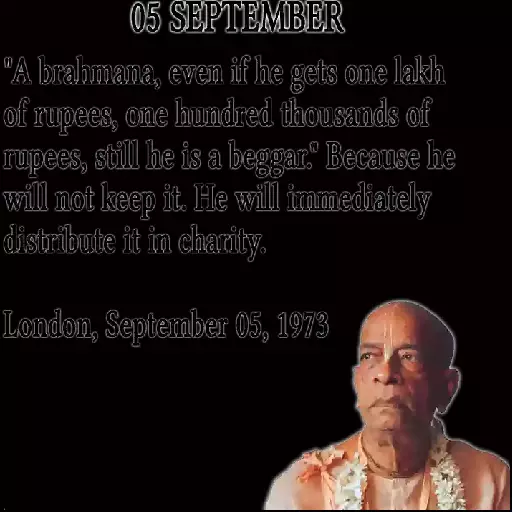 05 SEPTEMBER
"A brahmana, even if he gets one lakh
of rupees, one hundred thousands of
rupees, still he is a beggar." Because he
will not keep it. He will immediately
distribute it in charity.
London, September 05, 1973